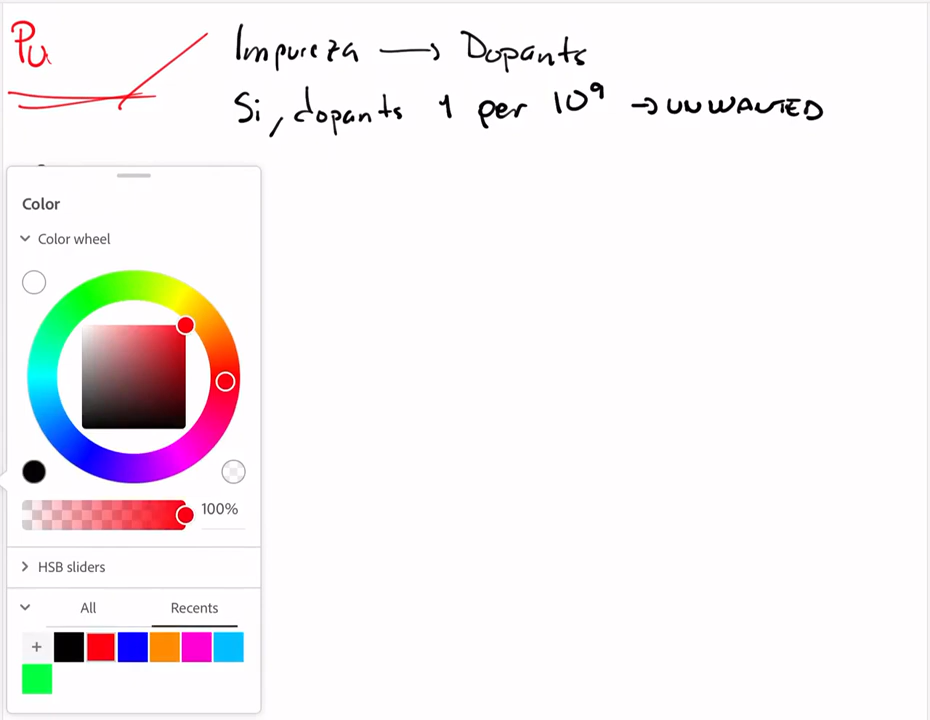 Pu
Impureza → Dopants
Si, dopants 1 per 10⁹ → UNWANTED
Color
Color wheel
100%
HSB sliders
All Recents
+